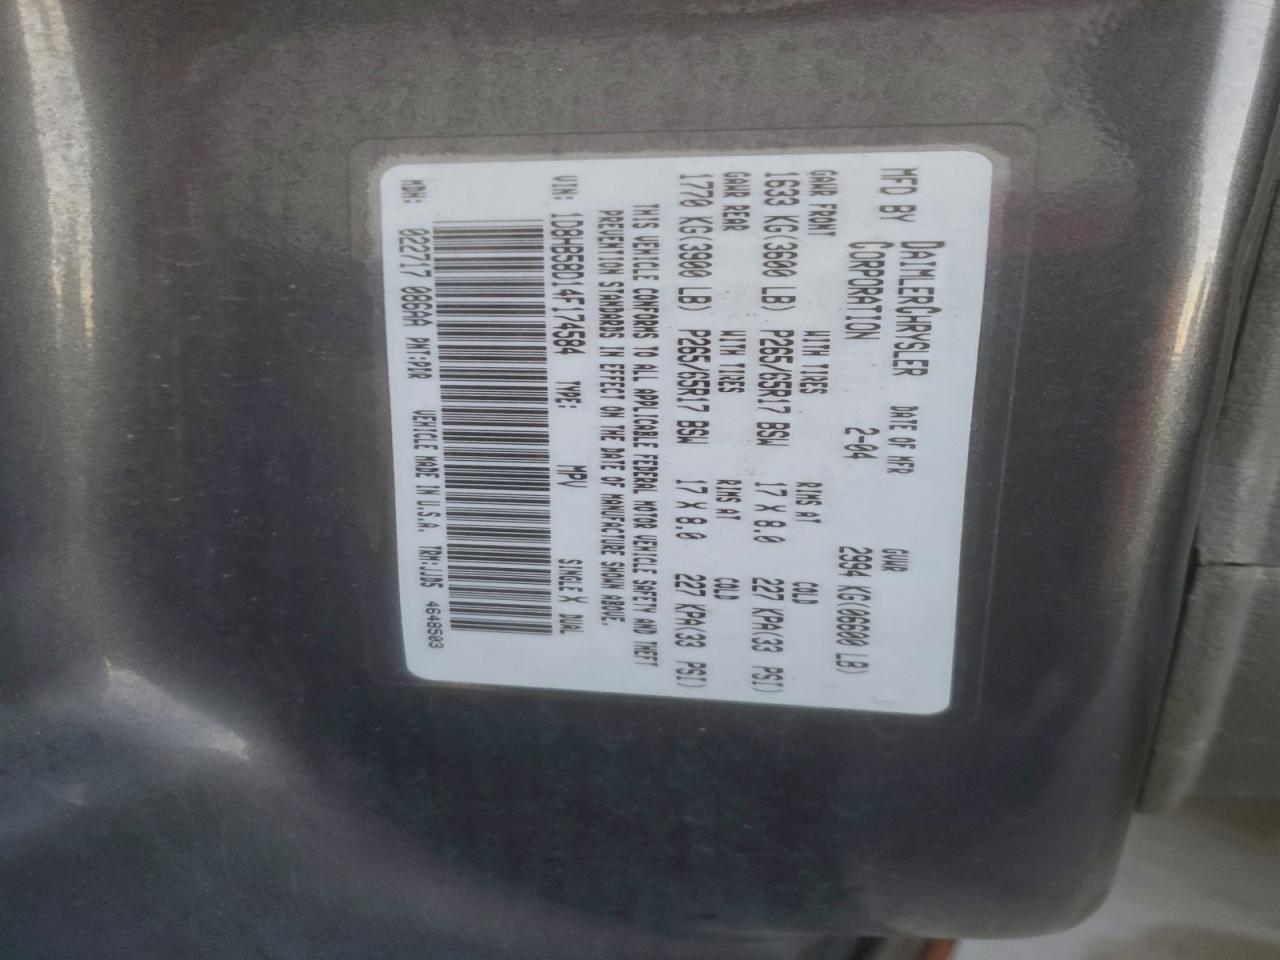 MFD BY DAIMLERCHRYSLER CORPORATION DATE OF MFR 2-04 GVWR 2994 KG(06600 LB)
GAWR FRONT WITH TIRES RIMS AT COLD
1633 KG(3600 LB) P265/65R17 BSW 17 X 8.0 227 KPA(33 PSI)
GAWR REAR WITH TIRES RIMS AT COLD
1770 KG(3900 LB) P265/65R17 BSW 17 X 8.0 227 KPA(33 PSI)
THIS VEHICLE CONFORMS TO ALL APPLICABLE FEDERAL MOTOR VEHICLE SAFETY AND THEFT
PREVENTION STANDARDS IN EFFECT ON THE DATE OF MANUFACTURE SHOWN ABOVE.
VIN: 1D8HB58D14F174584 TYPE: MPV SINGLE X DUAL
MDH: 022717 086AA PNT:PDR VEHICLE MADE IN U.S.A. TRM:JJD5 4648503